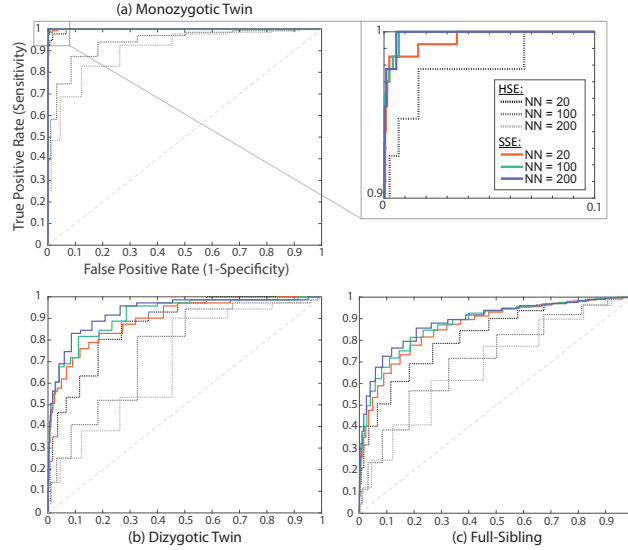 (a) Monozygotic Twin
True Positive Rate (Sensitivity)
1
0.9
0.8
0.7
0.6
0.5
0.4
0.3
0.2
0.1
0
0 0.1 0.2 0.3 0.4 0.5 0.6 0.7 0.8 0.9 1
False Positive Rate (1-Specificity)
1
0.9
0 0.1
HSE:
NN = 20
NN = 100
NN = 200
SSE:
NN = 20
NN = 100
NN = 200
1
0.9
0.8
0.7
0.6
0.5
0.4
0.3
0.2
0.1
0
0 0.1 0.2 0.3 0.4 0.5 0.6 0.7 0.8 0.9 1
(b) Dizygotic Twin
1
0.9
0.8
0.7
0.6
0.5
0.4
0.3
0.2
0.1
0
0 0.1 0.2 0.3 0.4 0.5 0.6 0.7 0.8 0.9
(c) Full-Sibling